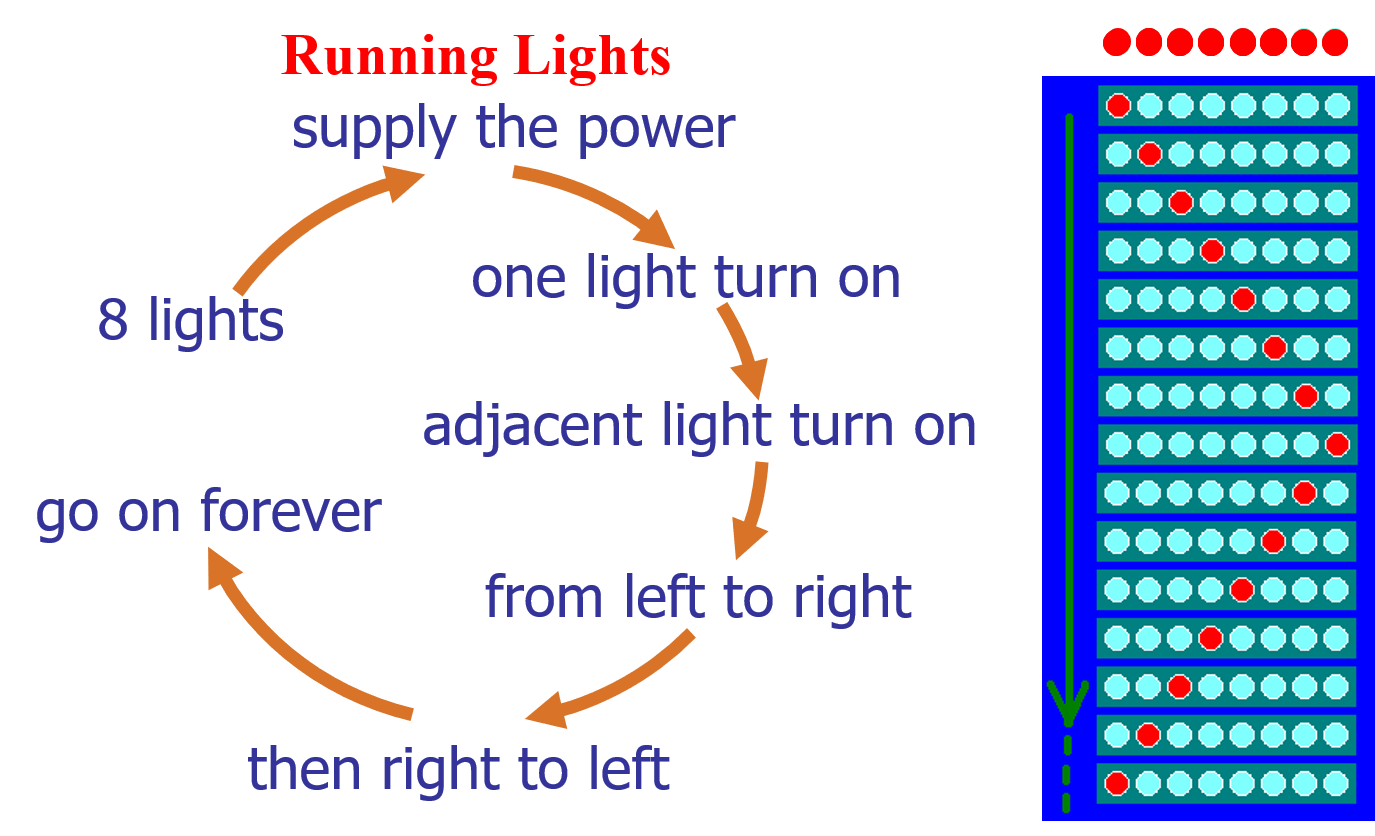 Running Lights
supply the power
one light turn on
8 lights
adjacent light turn on
go on forever
from left to right
then right to left